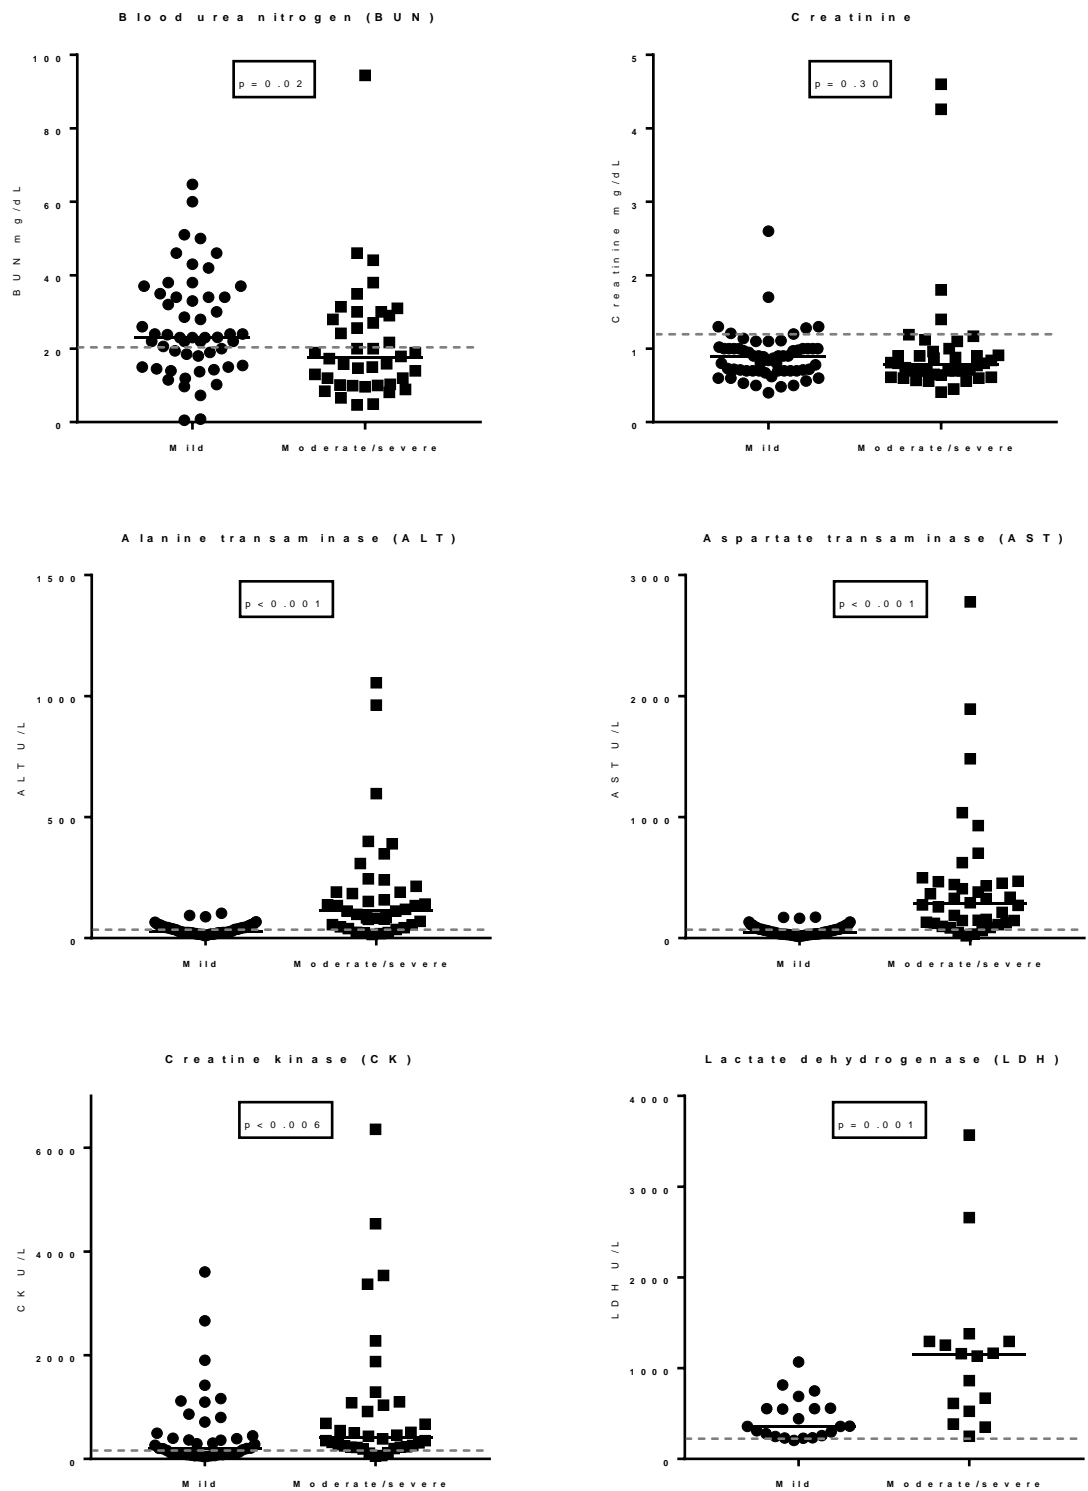 Blood urea nitrogen (BUN)
p = 0.02
BUN mg/dL
100
80
60
40
20
0
Mild
Moderate/severe
Creatinine
p = 0.30
Creatinine mg/dL
5
4
3
2
1
0
Mild
Moderate/severe
Alanine transaminase (ALT)
p < 0.001
ALT U/L
1500
1000
500
0
Mild
Moderate/severe
Aspartate transaminase (AST)
p < 0.001
AST U/L
3000
2000
1000
0
Mild
Moderate/severe
Creatine kinase (CK)
p < 0.006
CK U/L
6000
4000
2000
0
Mild
Moderate/severe
Lactate dehydrogenase (LDH)
p = 0.001
LDH U/L
4000
3000
2000
1000
0
Mild
Moderate/severe